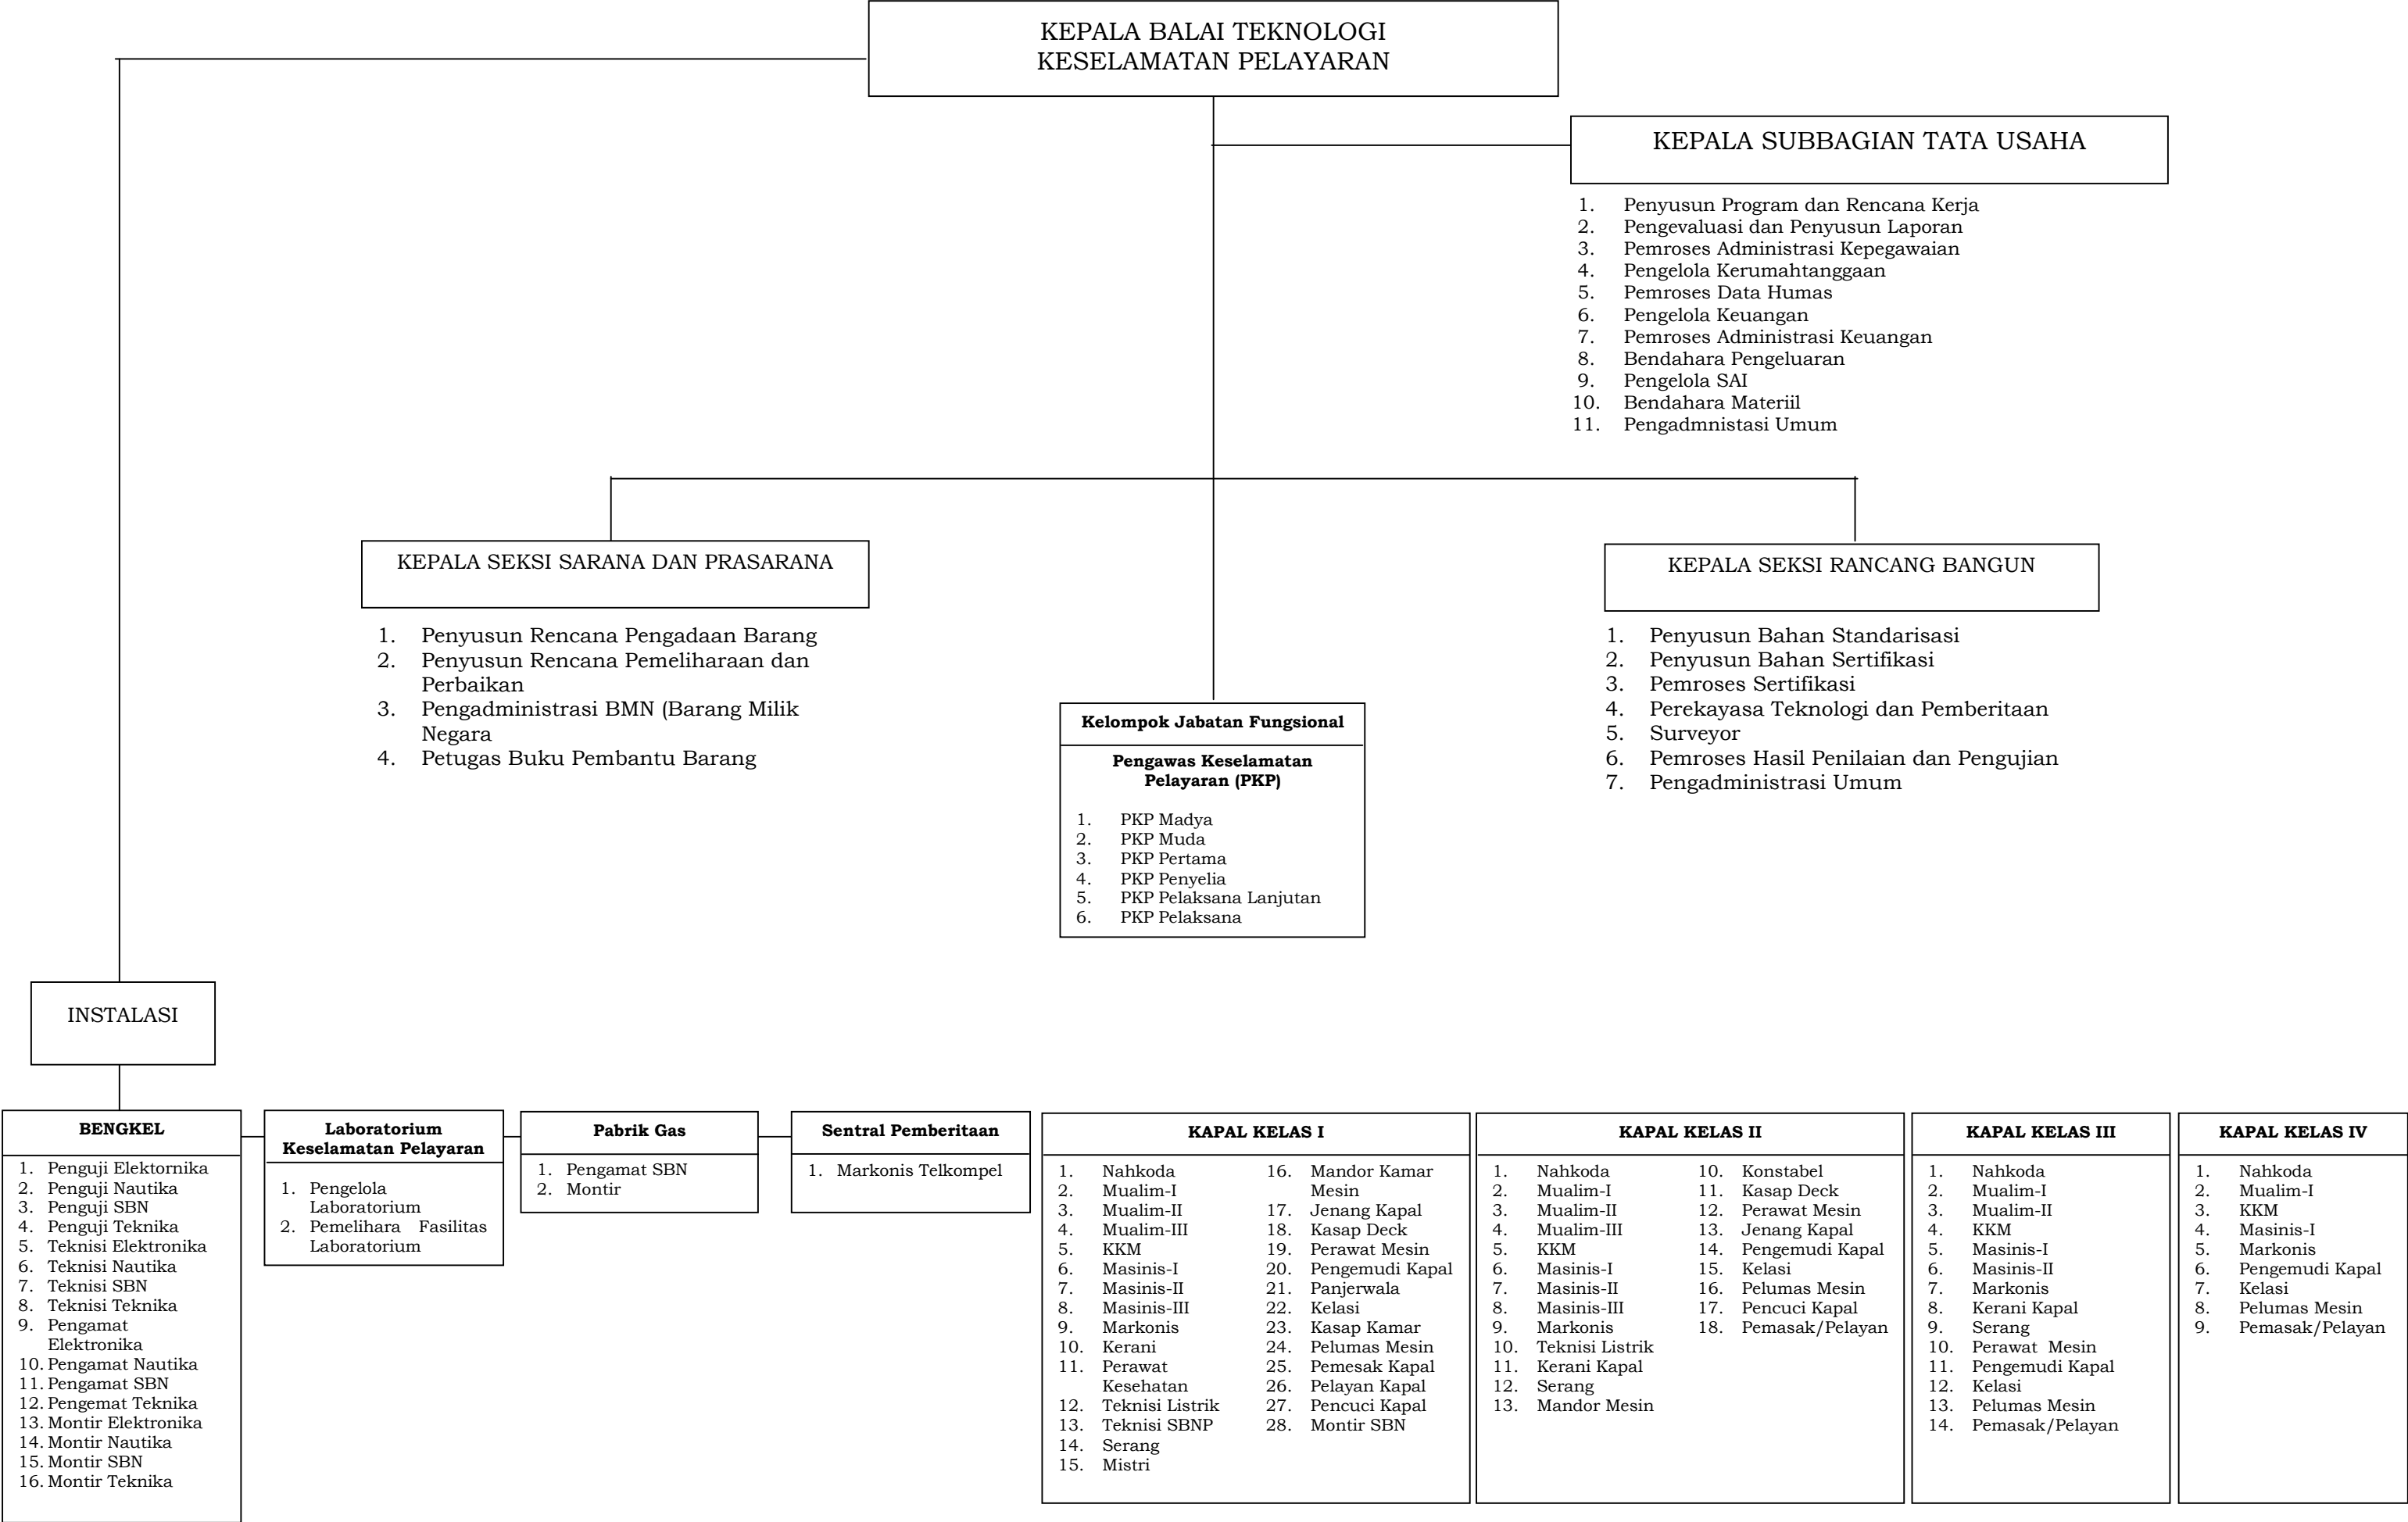 KEPALA BALAI TEKNOLOGI
KESELAMATAN PELAYARAN
KEPALA SUBBAGIAN TATA USAHA
1. Penyusun Program dan Rencana Kerja
2. Pengevaluasi dan Penyusun Laporan
3. Pemroses Administrasi Kepegawaian
4. Pengelola Kerumahtanggaan
5. Pemroses Data Humas
6. Pengelola Keuangan
7. Pemroses Administrasi Keuangan
8. Bendahara Pengeluaran
9. Pengelola SAI
10. Bendahara Materiil
11. Pengadmnistasi Umum
KEPALA SEKSI SARANA DAN PRASARANA
1. Penyusun Rencana Pengadaan Barang
2. Penyusun Rencana Pemeliharaan dan
Perbaikan
3. Pengadministrasi BMN (Barang Milik
Negara
4. Petugas Buku Pembantu Barang
KEPALA SEKSI RANCANG BANGUN
1. Penyusun Bahan Standarisasi
2. Penyusun Bahan Sertifikasi
3. Pemroses Sertifikasi
4. Perekayasa Teknologi dan Pemberitaan
5. Surveyor
6. Pemroses Hasil Penilaian dan Pengujian
7. Pengadministrasi Umum
Kelompok Jabatan Fungsional
Pengawas Keselamatan
Pelayaran (PKP)
1. PKP Madya
2. PKP Muda
3. PKP Pertama
4. PKP Penyelia
5. PKP Pelaksana Lanjutan
6. PKP Pelaksana
INSTALASI
BENGKEL
1. Penguji Elektornika
2. Penguji Nautika
3. Penguji SBN
4. Penguji Teknika
5. Teknisi Elektronika
6. Teknisi Nautika
7. Teknisi SBN
8. Teknisi Teknika
9. Pengamat
Elektronika
10. Pengamat Nautika
11. Pengamat SBN
12. Pengemat Teknika
13. Montir Elektronika
14. Montir Nautika
15. Montir SBN
16. Montir Teknika
Laboratorium
Keselamatan Pelayaran
1. Pengelola
Laboratorium
2. Pemelihara Fasilitas
Laboratorium
Pabrik Gas
1. Pengamat SBN
2. Montir
Sentral Pemberitaan
1. Markonis Telkompel
KAPAL KELAS I
1. Nahkoda
2. Mualim-I
3. Mualim-II
4. Mualim-III
5. KKM
6. Masinis-I
7. Masinis-II
8. Masinis-III
9. Markonis
10. Kerani
11. Perawat
Kesehatan
12. Teknisi Listrik
13. Teknisi SBNP
14. Serang
15. Mistri
16. Mandor Kamar
Mesin
17. Jenang Kapal
18. Kasap Deck
19. Perawat Mesin
20. Pengemudi Kapal
21. Panjerwala
22. Kelasi
23. Kasap Kamar
24. Pelumas Mesin
25. Pemesak Kapal
26. Pelayan Kapal
27. Pencuci Kapal
28. Montir SBN
KAPAL KELAS II
1. Nahkoda
2. Mualim-I
3. Mualim-II
4. Mualim-III
5. KKM
6. Masinis-I
7. Masinis-II
8. Masinis-III
9. Markonis
10. Teknisi Listrik
11. Kerani Kapal
12. Serang
13. Mandor Mesin
10. Konstabel
11. Kasap Deck
12. Perawat Mesin
13. Jenang Kapal
14. Pengemudi Kapal
15. Kelasi
16. Pelumas Mesin
17. Pencuci Kapal
18. Pemasak/Pelayan
KAPAL KELAS III
1. Nahkoda
2. Mualim-I
3. Mualim-II
4. KKM
5. Masinis-I
6. Masinis-II
7. Markonis
8. Kerani Kapal
9. Serang
10. Perawat Mesin
11. Pengemudi Kapal
12. Kelasi
13. Pelumas Mesin
14. Pemasak/Pelayan
KAPAL KELAS IV
1. Nahkoda
2. Mualim-I
3. KKM
4. Masinis-I
5. Markonis
6. Pengemudi Kapal
7. Kelasi
8. Pelumas Mesin
9. Pemasak/Pelayan